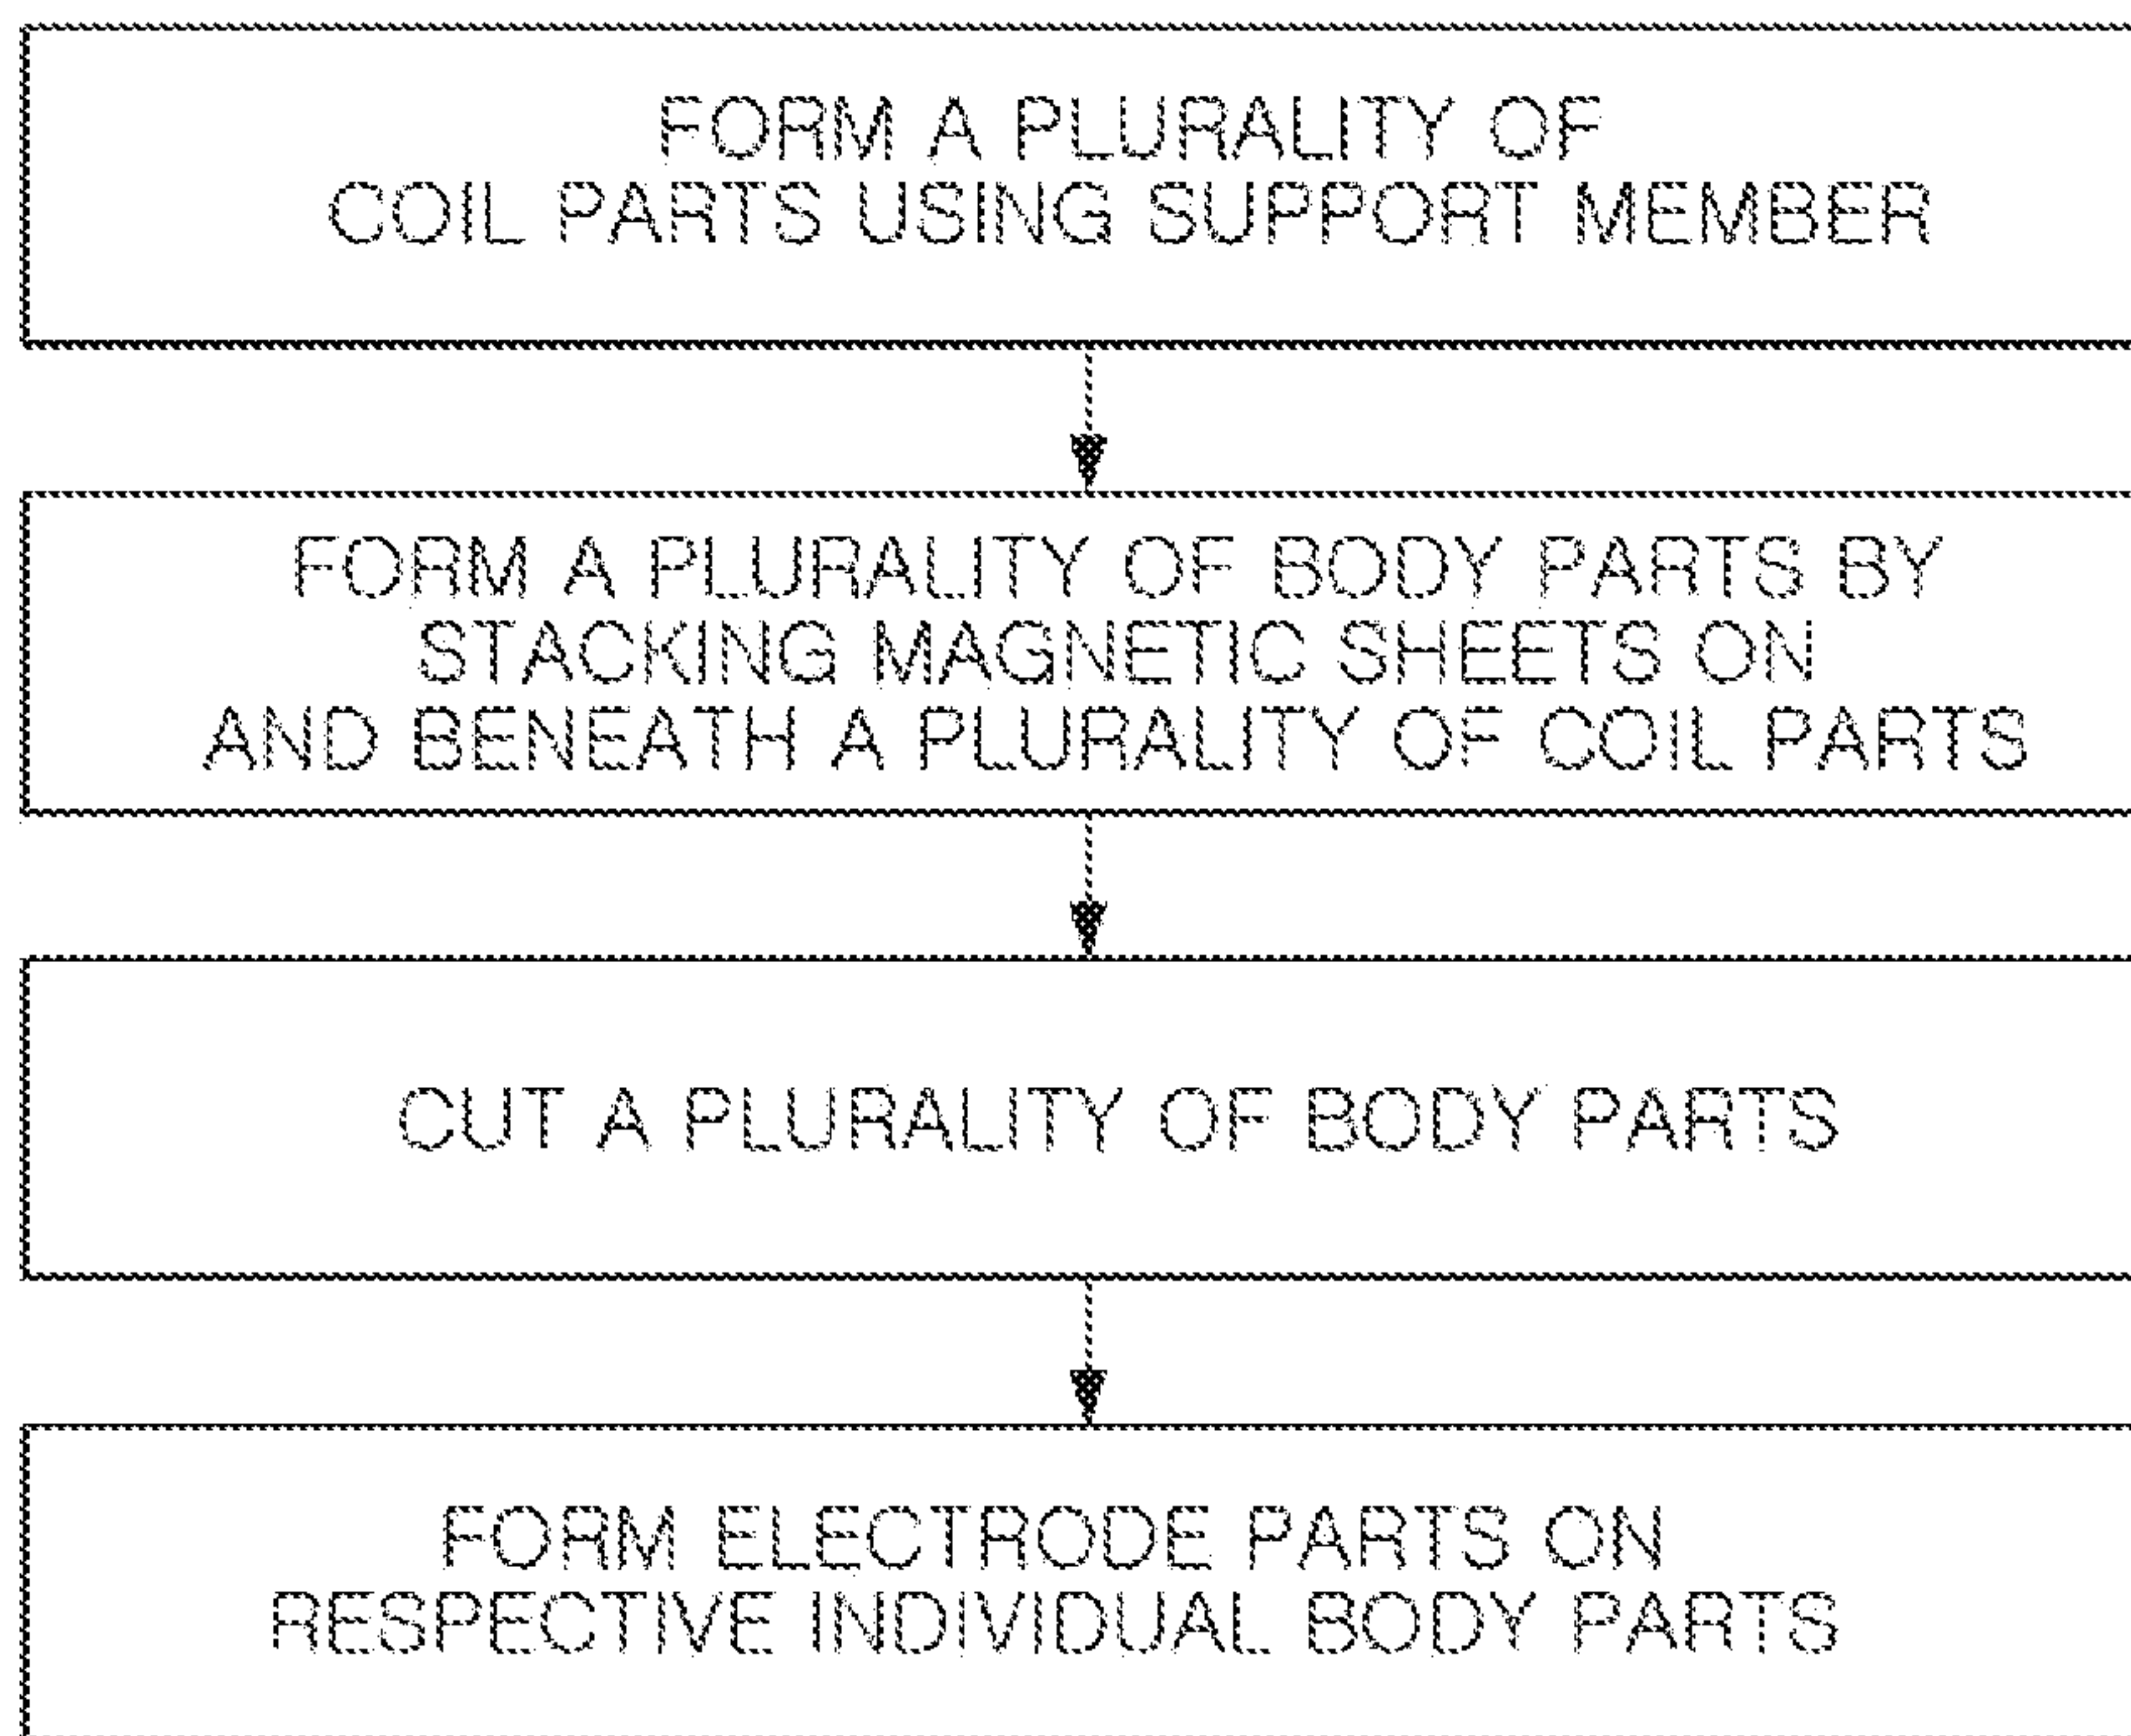 FORM A PLURALITY OF
COIL PARTS USING SUPPORT MEMBER
FORM A PLURALITY OF BODY PARTS BY
STACKING MAGNETIC SHEETS ON
AND BENEATH A PLURALITY OF COIL PARTS
CUT A PLURALITY OF BODY PARTS
FORM ELECTRODE PARTS ON
RESPECTIVE INDIVIDUAL BODY PARTS